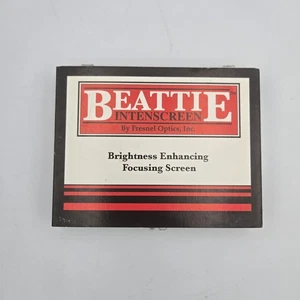 BEATTIE
INTENSCREEN
By Fresnel Optics, Inc.
Brightness Enhancing
Focusing Screen